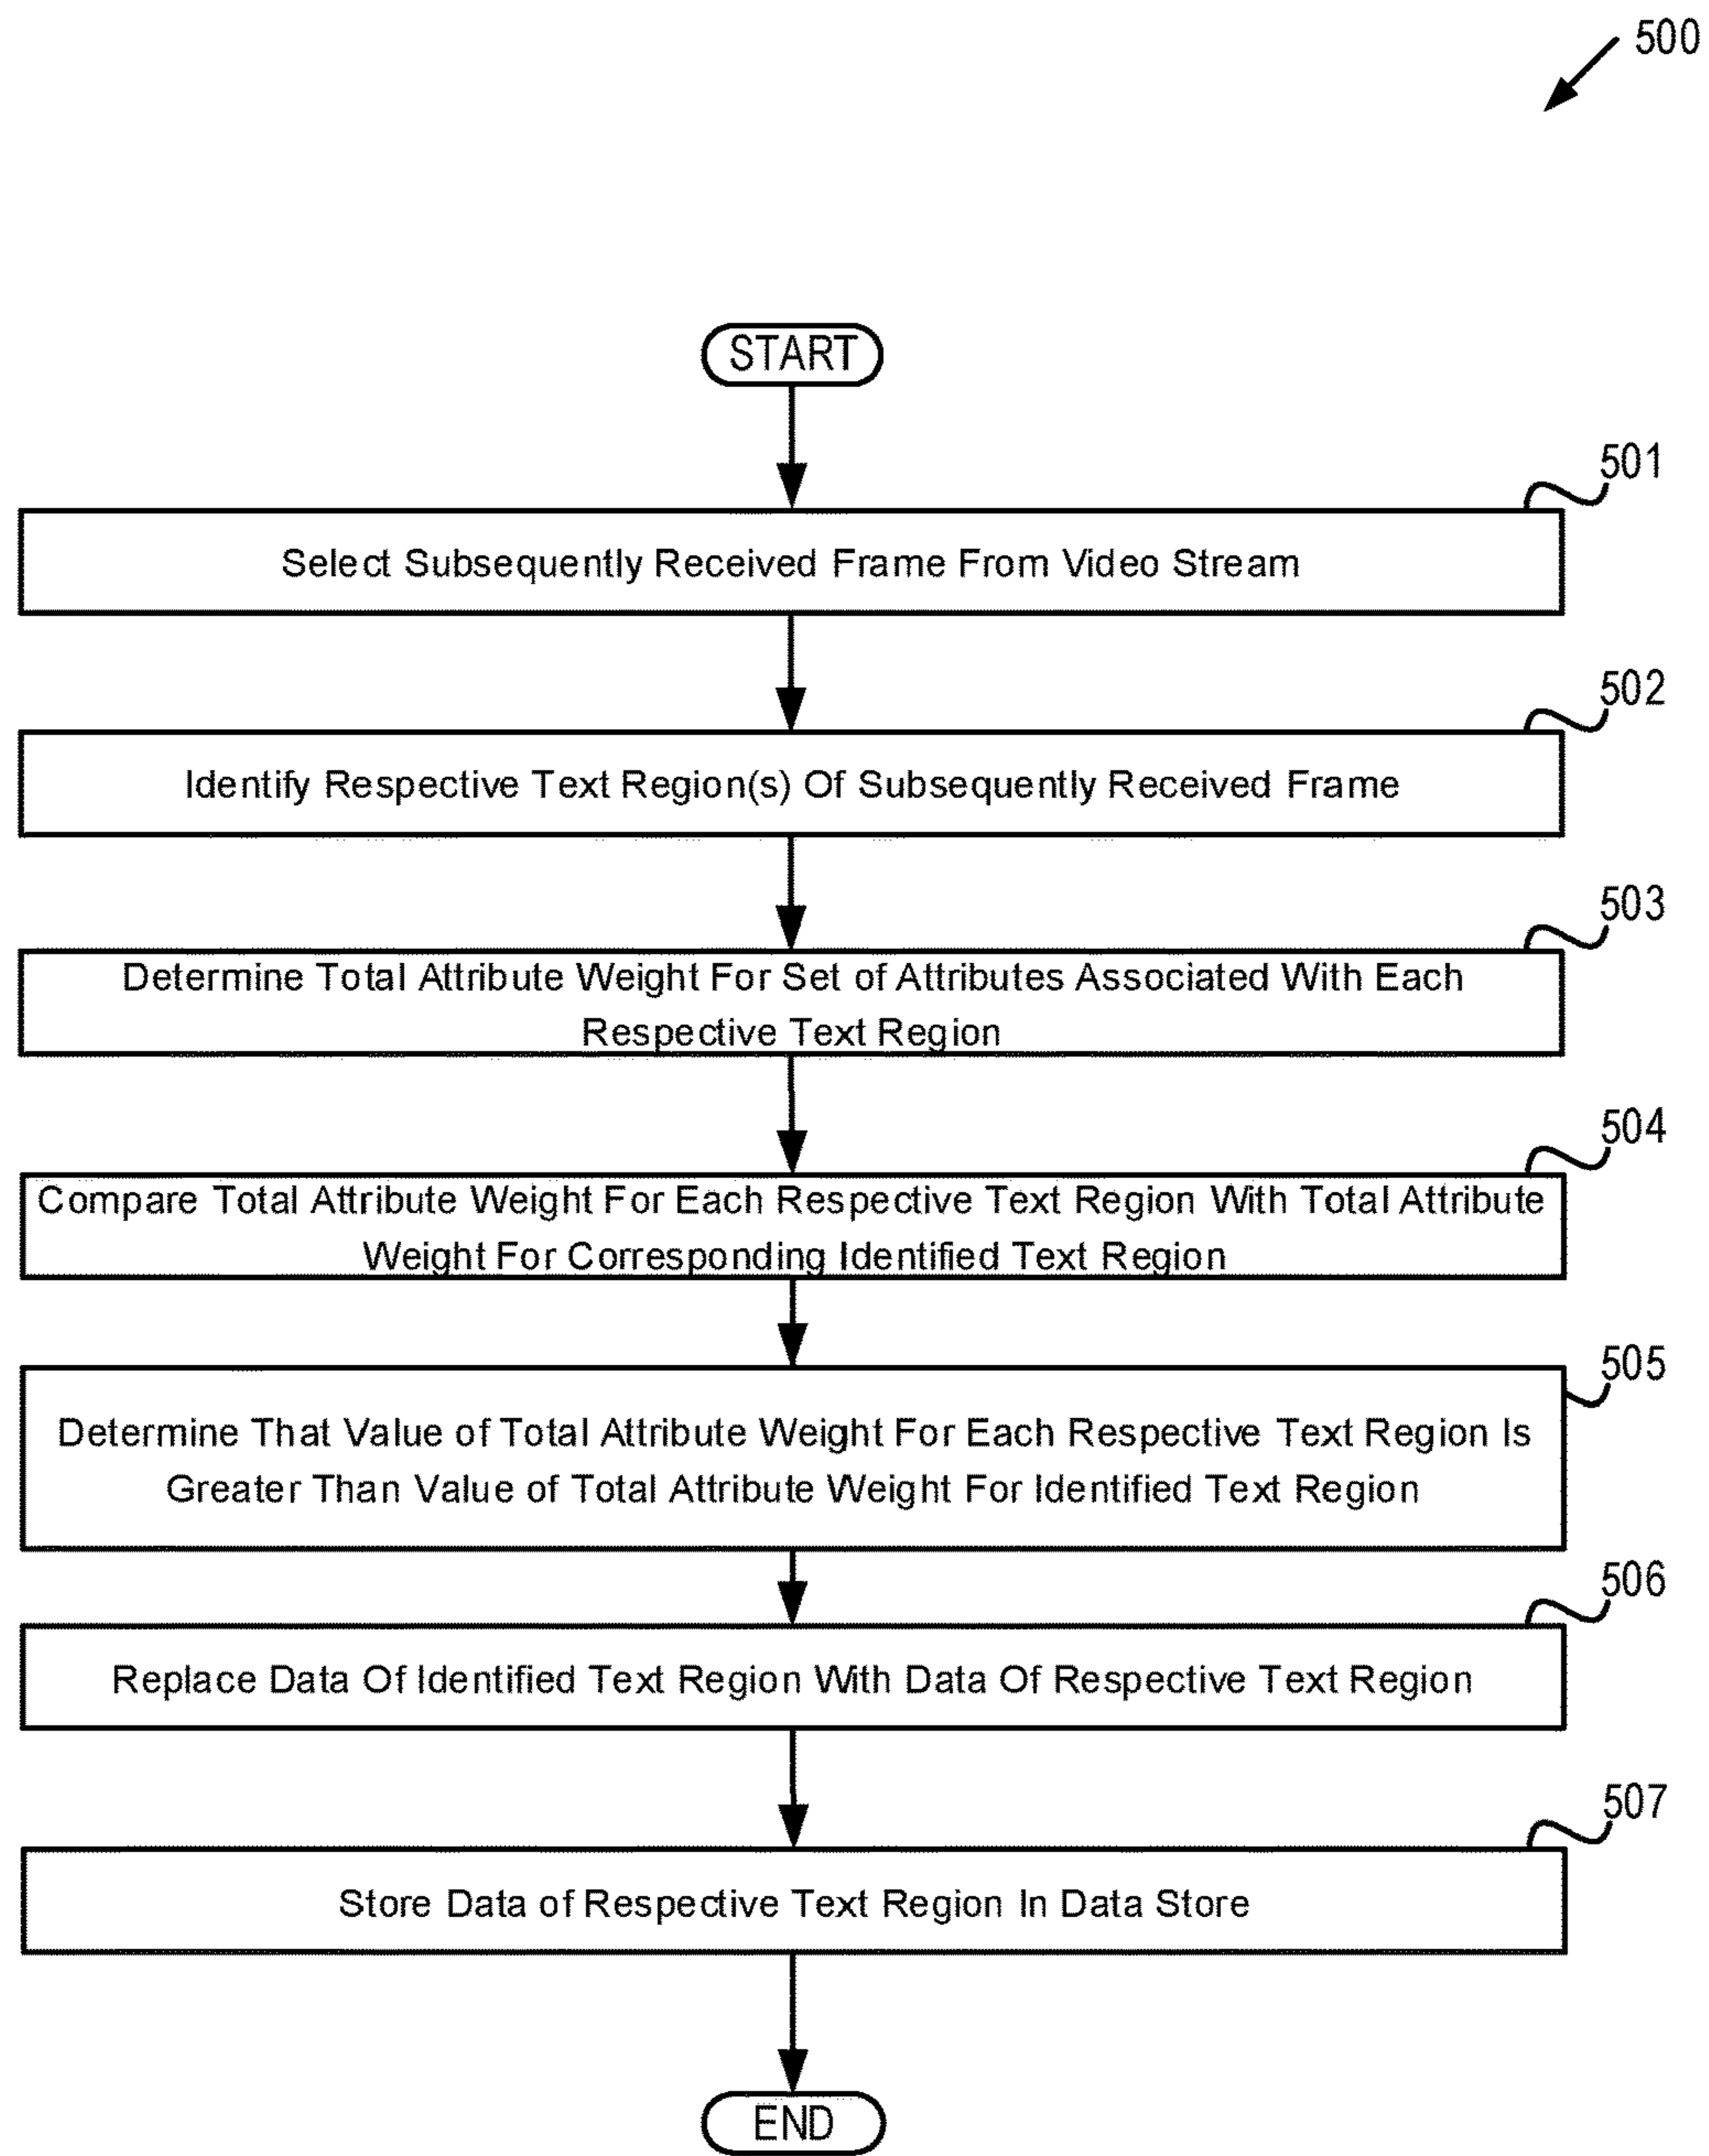 500
START
501
Select Subsequently Received Frame From Video Stream
502
Identify Respective Text Region(s) Of Subsequently Received Frame
503
Determine Total Attribute Weight For Set of Attributes Associated With Each
Respective Text Region
504
Compare Total Attribute Weight For Each Respective Text Region With Total Attribute
Weight For Corresponding Identified Text Region
505
Determine That Value of Total Attribute Weight For Each Respective Text Region Is
Greater Than Value of Total Attribute Weight For Identified Text Region
506
Replace Data Of Identified Text Region With Data Of Respective Text Region
507
Store Data of Respective Text Region In Data Store
END